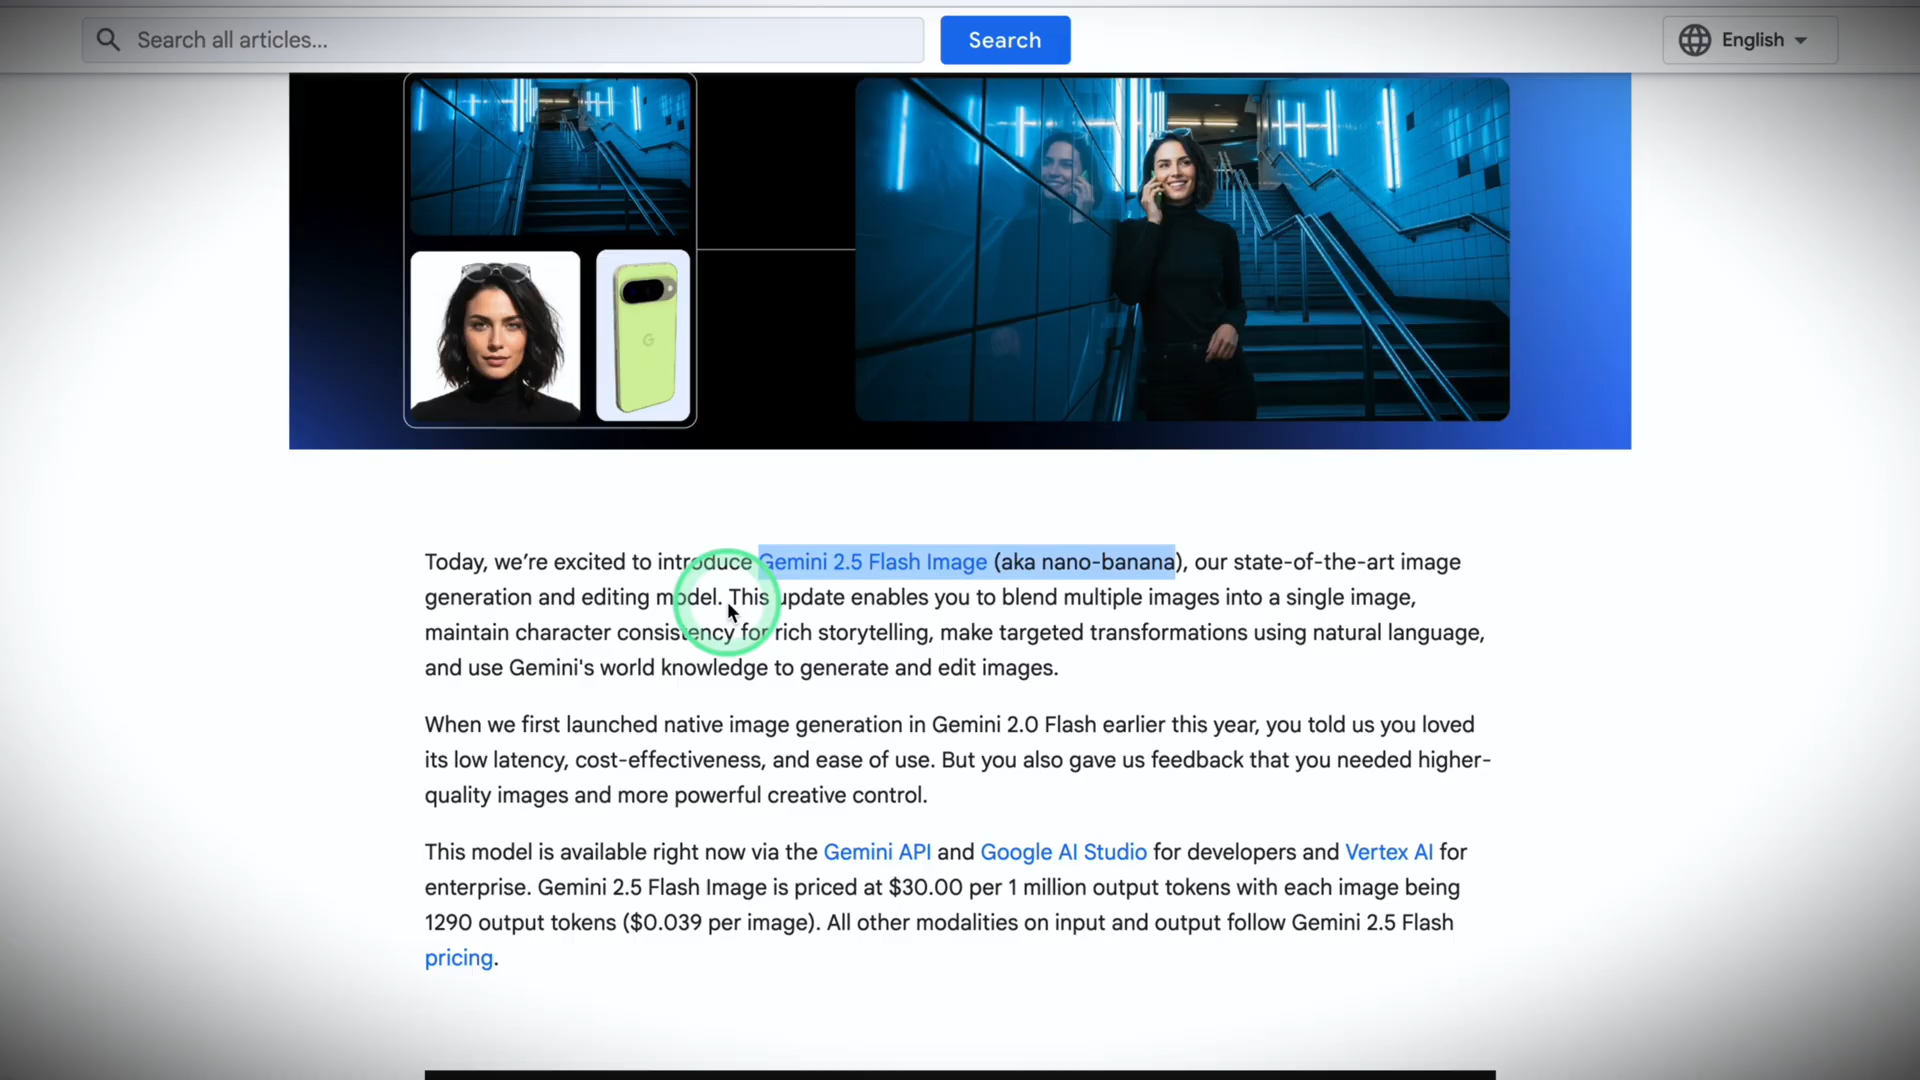 Search all articles...
Search
English
G
Today, we're excited to introduce Gemini 2.5 Flash Image (aka nano-banana), our state-of-the-art image
generation and editing model. This update enables you to blend multiple images into a single image,
maintain character consistency for rich storytelling, make targeted transformations using natural language,
and use Gemini's world knowledge to generate and edit images.
When we first launched native image generation in Gemini 2.0 Flash earlier this year, you told us you loved
its low latency, cost-effectiveness, and ease of use. But you also gave us feedback that you needed higher-
quality images and more powerful creative control.
This model is available right now via the Gemini API and Google AI Studio for developers and Vertex AI for
enterprise. Gemini 2.5 Flash Image is priced at $30.00 per 1 million output tokens with each image being
1290 output tokens ($0.039 per image). All other modalities on input and output follow Gemini 2.5 Flash
pricing.